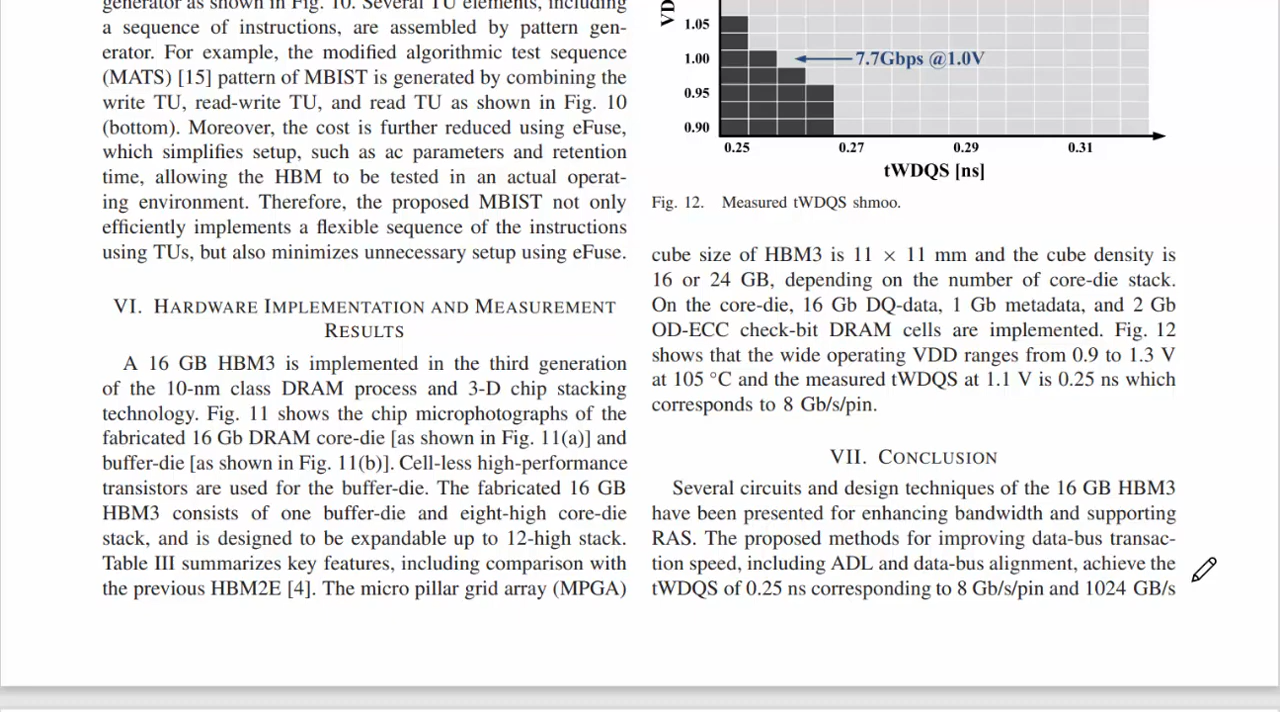 generator as shown in Fig. 10. Several TU elements, including
a sequence of instructions, are assembled by pattern gen-
erator. For example, the modified algorithmic test sequence
(MATS) [15] pattern of MBIST is generated by combining the
write TU, read-write TU, and read TU as shown in Fig. 10
(bottom). Moreover, the cost is further reduced using eFuse,
which simplifies setup, such as ac parameters and retention
time, allowing the HBM to be tested in an actual operat-
ing environment. Therefore, the proposed MBIST not only
efficiently implements a flexible sequence of the instructions
using TUs, but also minimizes unnecessary setup using eFuse.
VI. HARDWARE IMPLEMENTATION AND MEASUREMENT
RESULTS
A 16 GB HBM3 is implemented in the third generation
of the 10-nm class DRAM process and 3-D chip stacking
technology. Fig. 11 shows the chip microphotographs of the
fabricated 16 Gb DRAM core-die [as shown in Fig. 11(a)] and
buffer-die [as shown in Fig. 11(b)]. Cell-less high-performance
transistors are used for the buffer-die. The fabricated 16 GB
HBM3 consists of one buffer-die and eight-high core-die
stack, and is designed to be expandable up to 12-high stack.
Table III summarizes key features, including comparison with
the previous HBM2E [4]. The micro pillar grid array (MPGA)
VD
1.05
1.00
0.95
0.90
7.7Gbps @1.0V
0.25 0.27 0.29 0.31
tWDQS [ns]
Fig. 12. Measured tWDQS shmoo.
cube size of HBM3 is 11 × 11 mm and the cube density is
16 or 24 GB, depending on the number of core-die stack.
On the core-die, 16 Gb DQ-data, 1 Gb metadata, and 2 Gb
OD-ECC check-bit DRAM cells are implemented. Fig. 12
shows that the wide operating VDD ranges from 0.9 to 1.3 V
at 105 °C and the measured tWDQS at 1.1 V is 0.25 ns which
corresponds to 8 Gb/s/pin.
VII. CONCLUSION
Several circuits and design techniques of the 16 GB HBM3
have been presented for enhancing bandwidth and supporting
RAS. The proposed methods for improving data-bus transac-
tion speed, including ADL and data-bus alignment, achieve the
tWDQS of 0.25 ns corresponding to 8 Gb/s/pin and 1024 GB/s